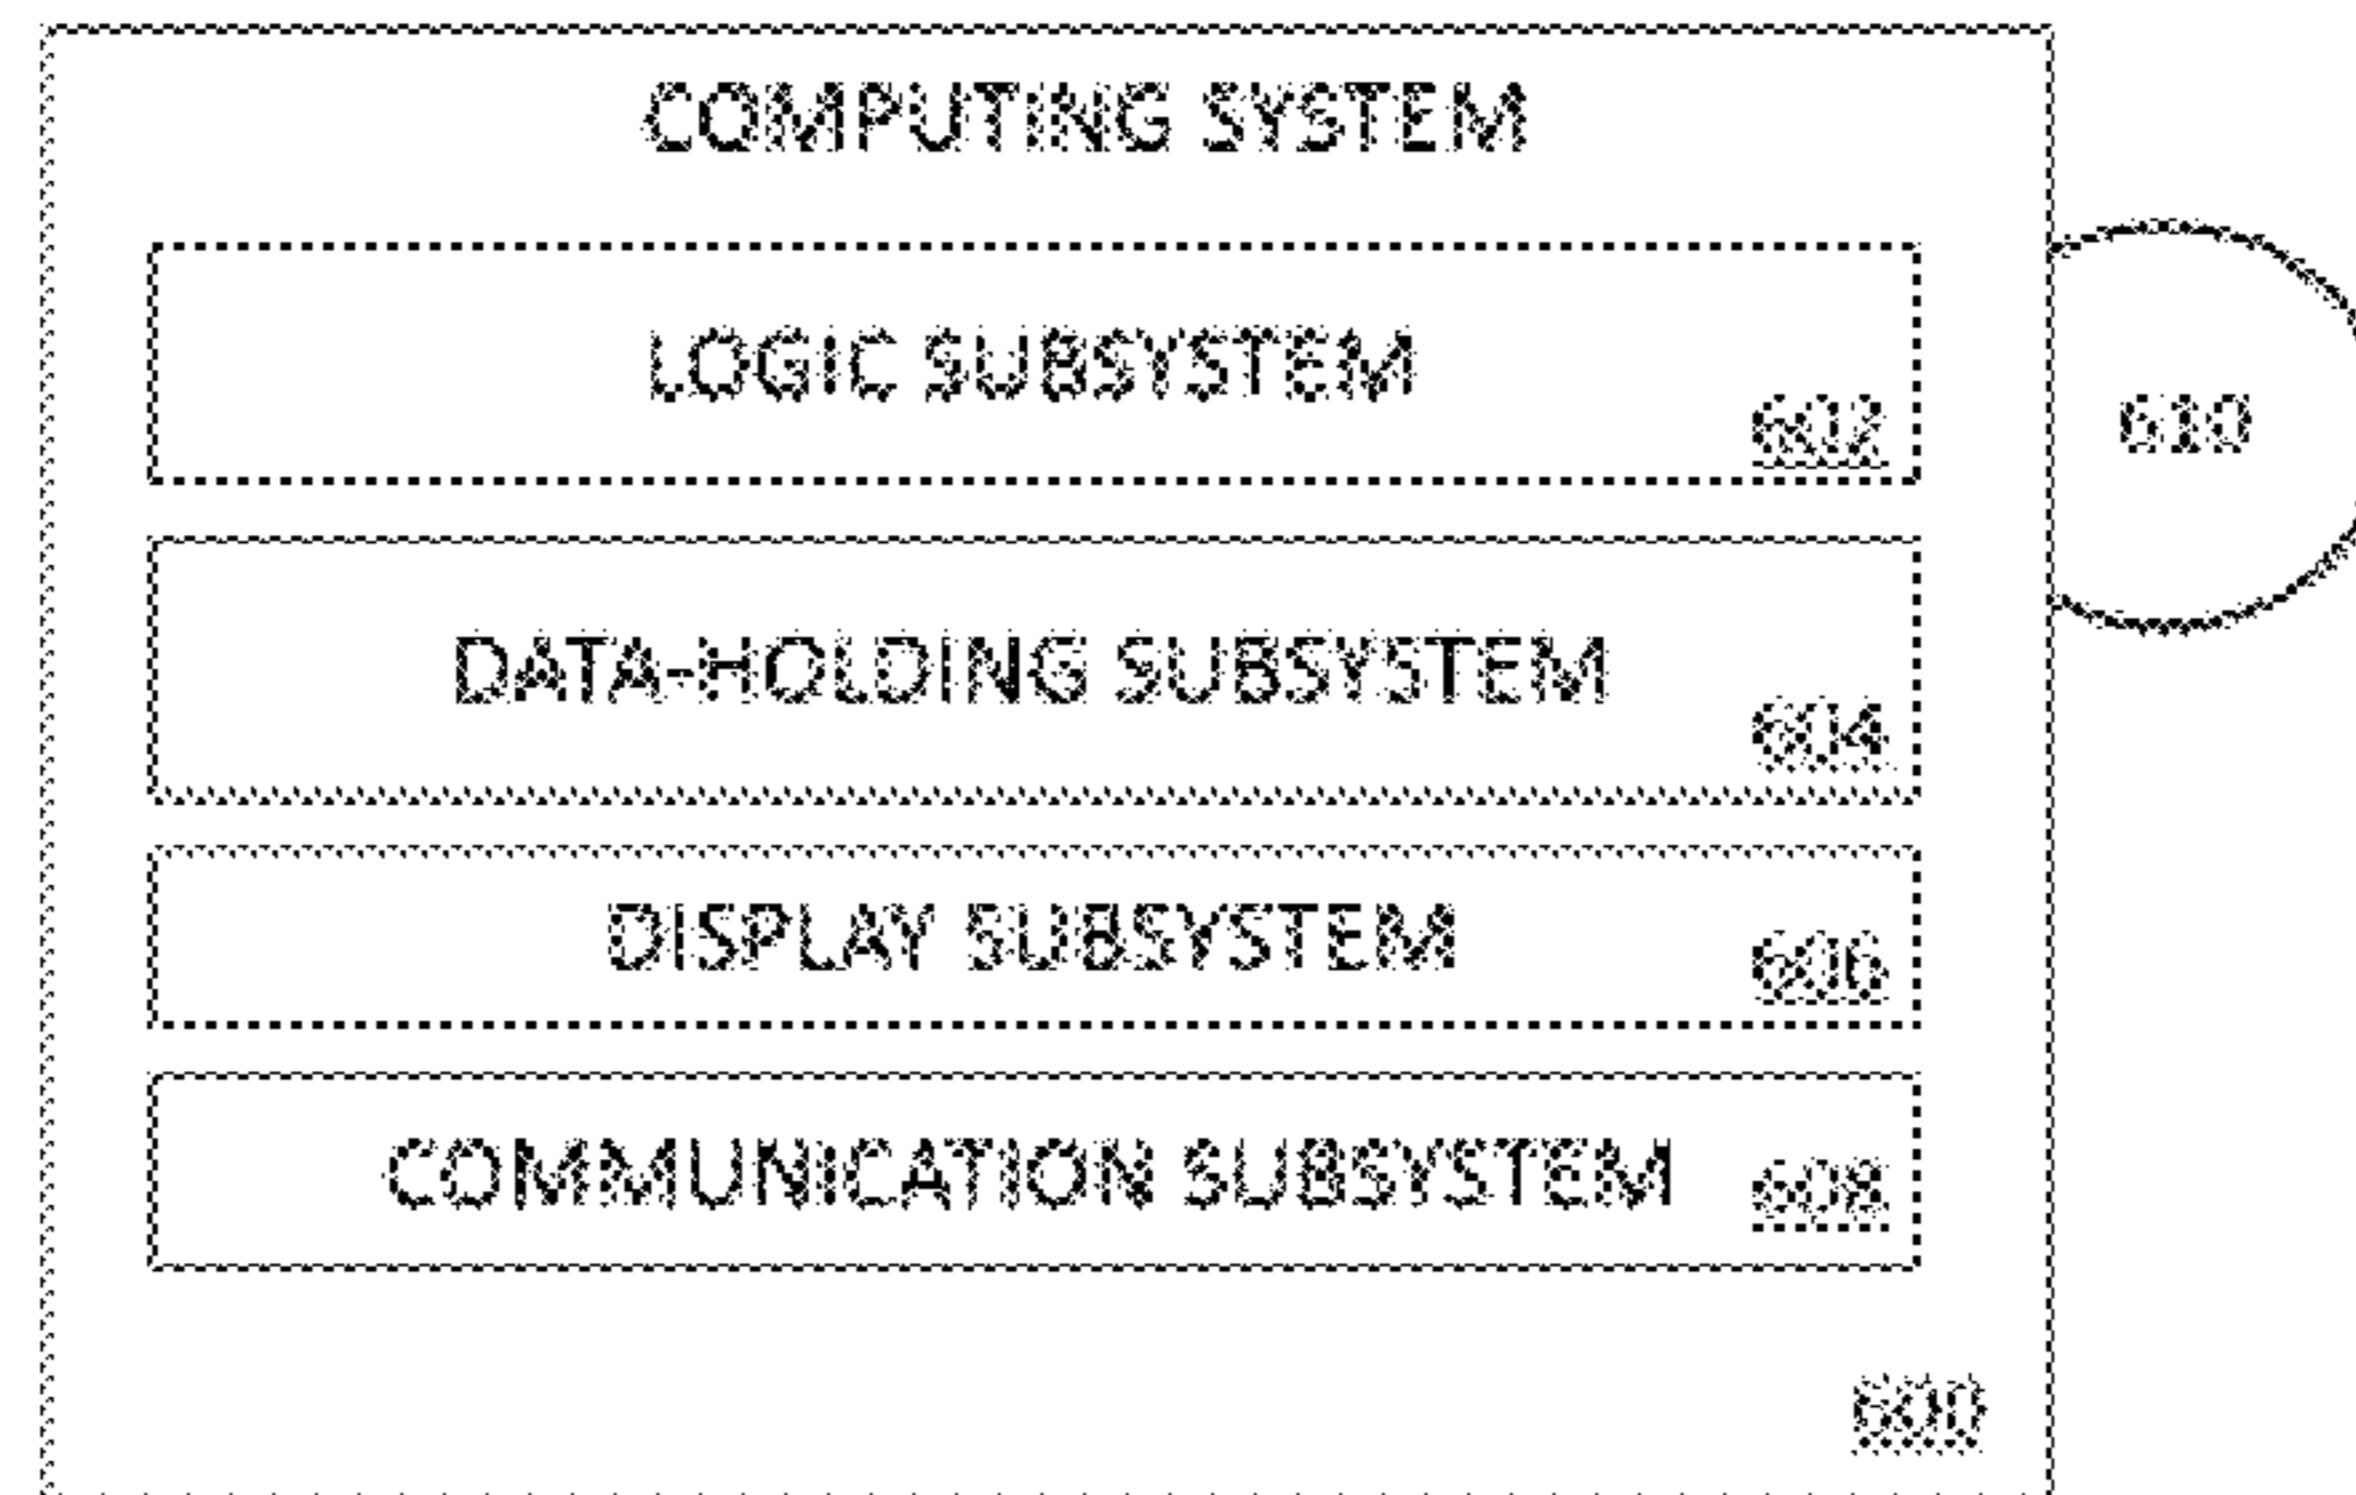 COMPUTING SYSTEM
LOGIC SUBSYSTEM
602
610
DATA-HOLDING SUBSYSTEM
604
DISPLAY SUBSYSTEM
606
COMMUNICATION SUBSYSTEM 608
600